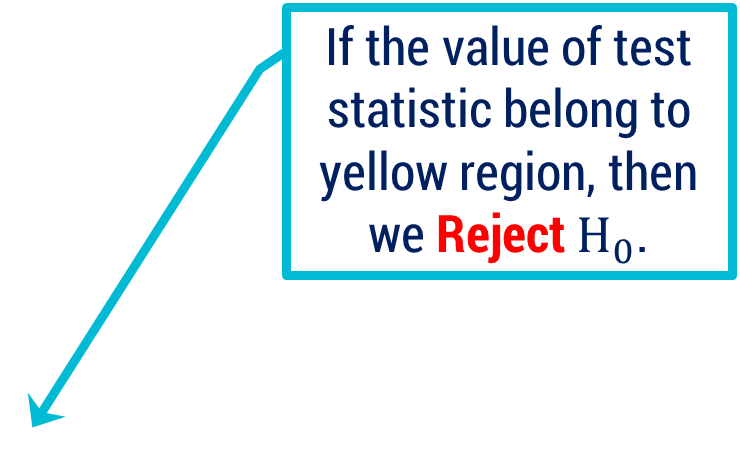 If the value of test
statistic belong to
yellow region, then
we Reject H₀.